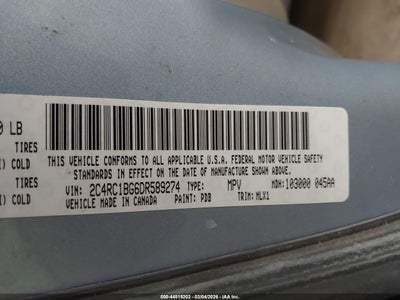 0 LB
TIRES
) COLD
TIRES
) COLD
THIS VEHICLE CONFORMS TO ALL APPLICABLE U.S.A. FEDERAL MOTOR VEHICLE SAFETY
STANDARDS IN EFFECT ON THE DATE OF MANUFACTURE SHOWN ABOVE.
VIN: 2C4RC1BG6DR589274 TYPE: MPV MDH: 103000 045AA
VEHICLE MADE IN CANADA PAINT: PDB TRIM: MLX1
000-44819202 - 03/04/2026 - IAA Inc.